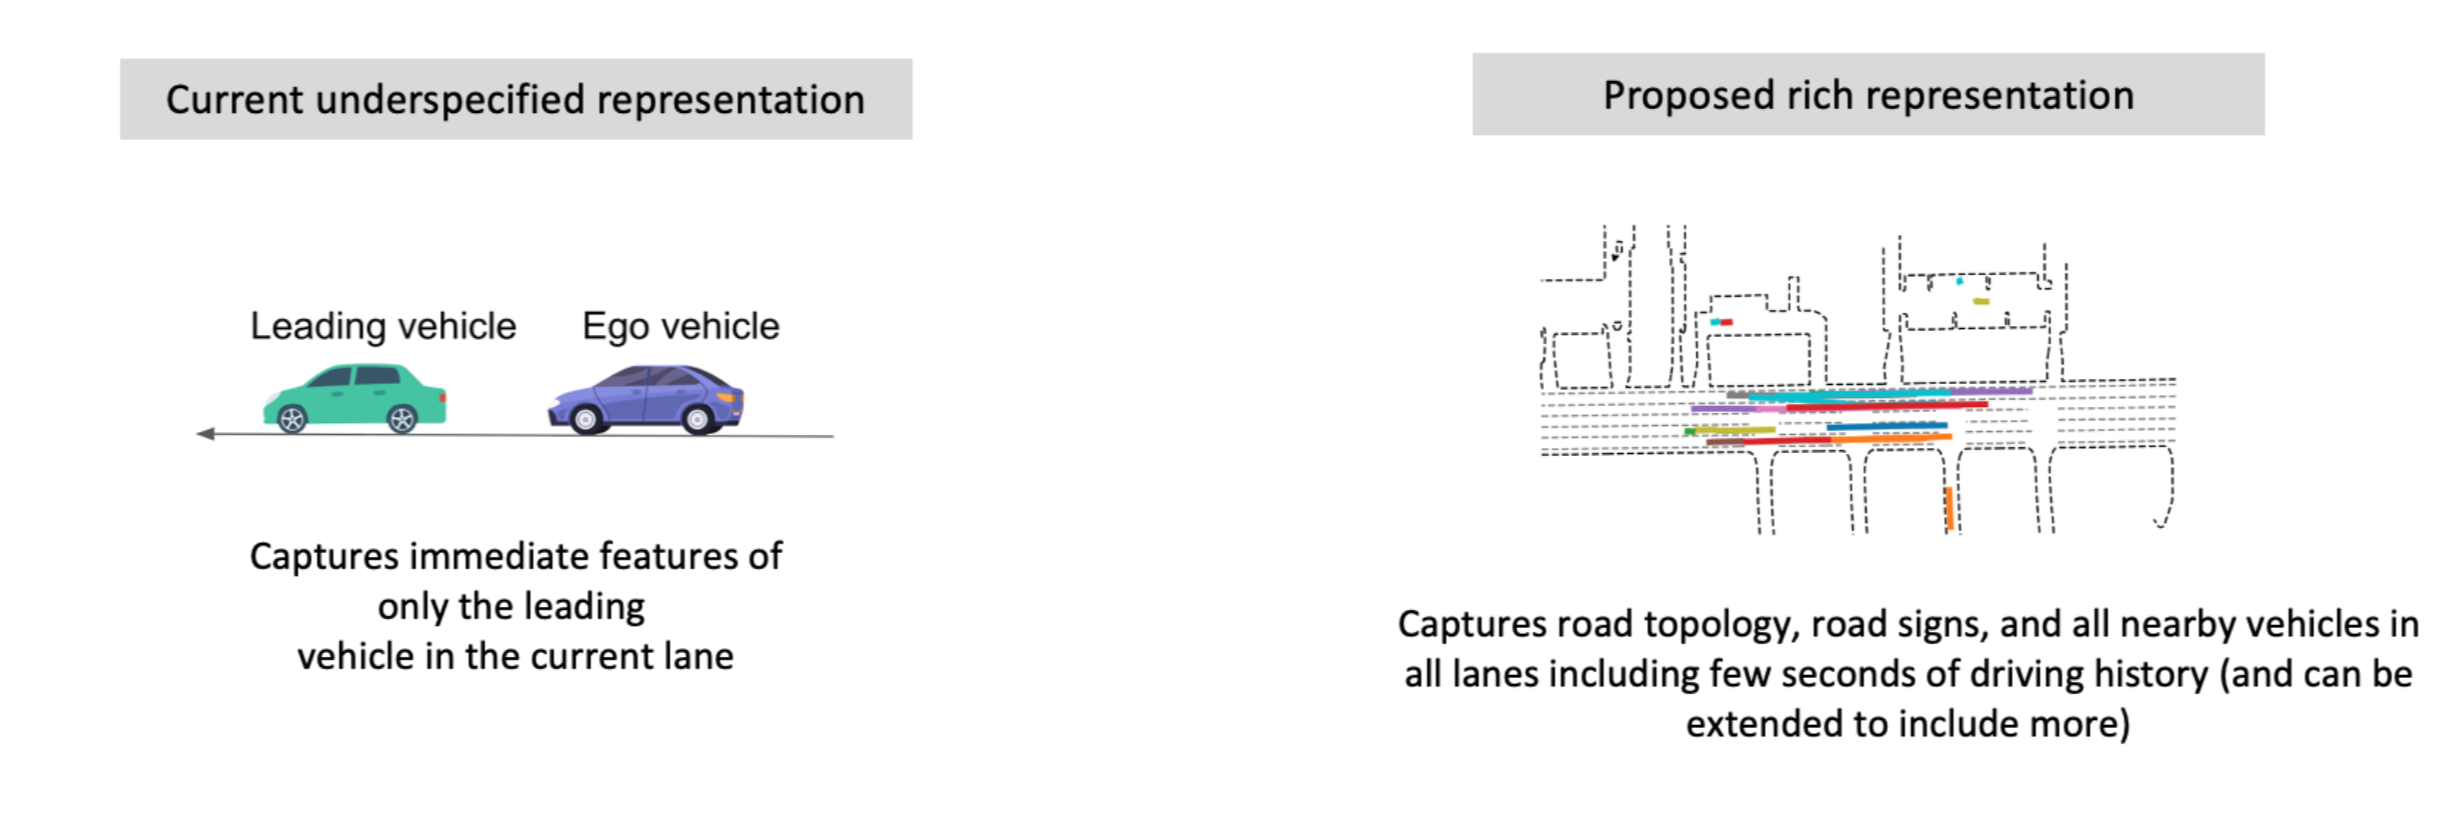 Current underspecified representation
Leading vehicle
Ego vehicle
Captures immediate features of
only the leading
vehicle in the current lane
Proposed rich representation
Captures road topology, road signs, and all nearby vehicles in
all lanes including few seconds of driving history (and can be
extended to include more)